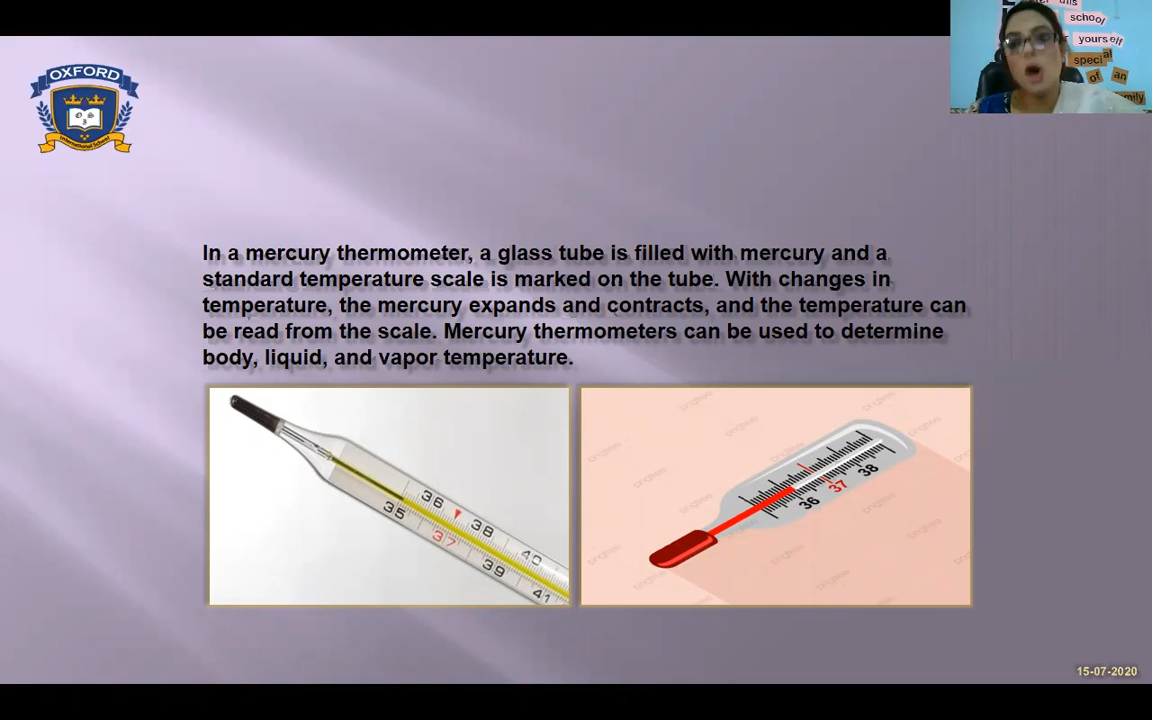 OXFORD
International School
school
yourself
special
of an
In a mercury thermometer, a glass tube is filled with mercury and a
standard temperature scale is marked on the tube. With changes in
temperature, the mercury expands and contracts, and the temperature can
be read from the scale. Mercury thermometers can be used to determine
body, liquid, and vapor temperature.
35 36 37 38 39 40 41
36 37 38
15-07-2020